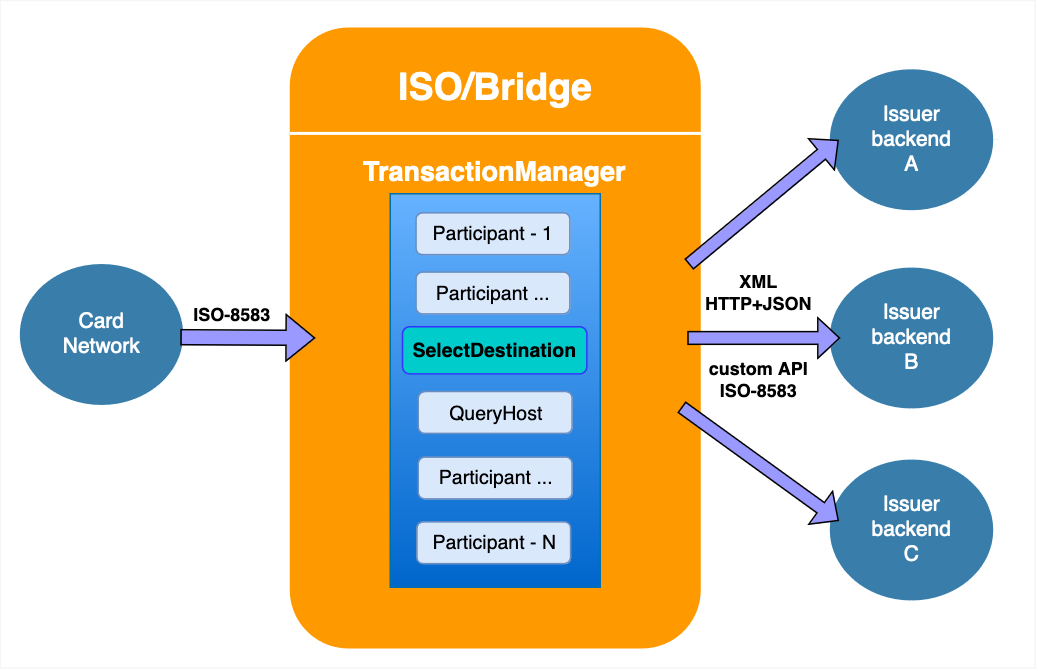 ISO/Bridge
TransactionManager
Participant - 1
Participant ...
SelectDestination
QueryHost
Participant ...
Participant - N
Card
Network
ISO-8583
XML
HTTP+JSON
custom API
ISO-8583
Issuer
backend
A
Issuer
backend
B
Issuer
backend
C